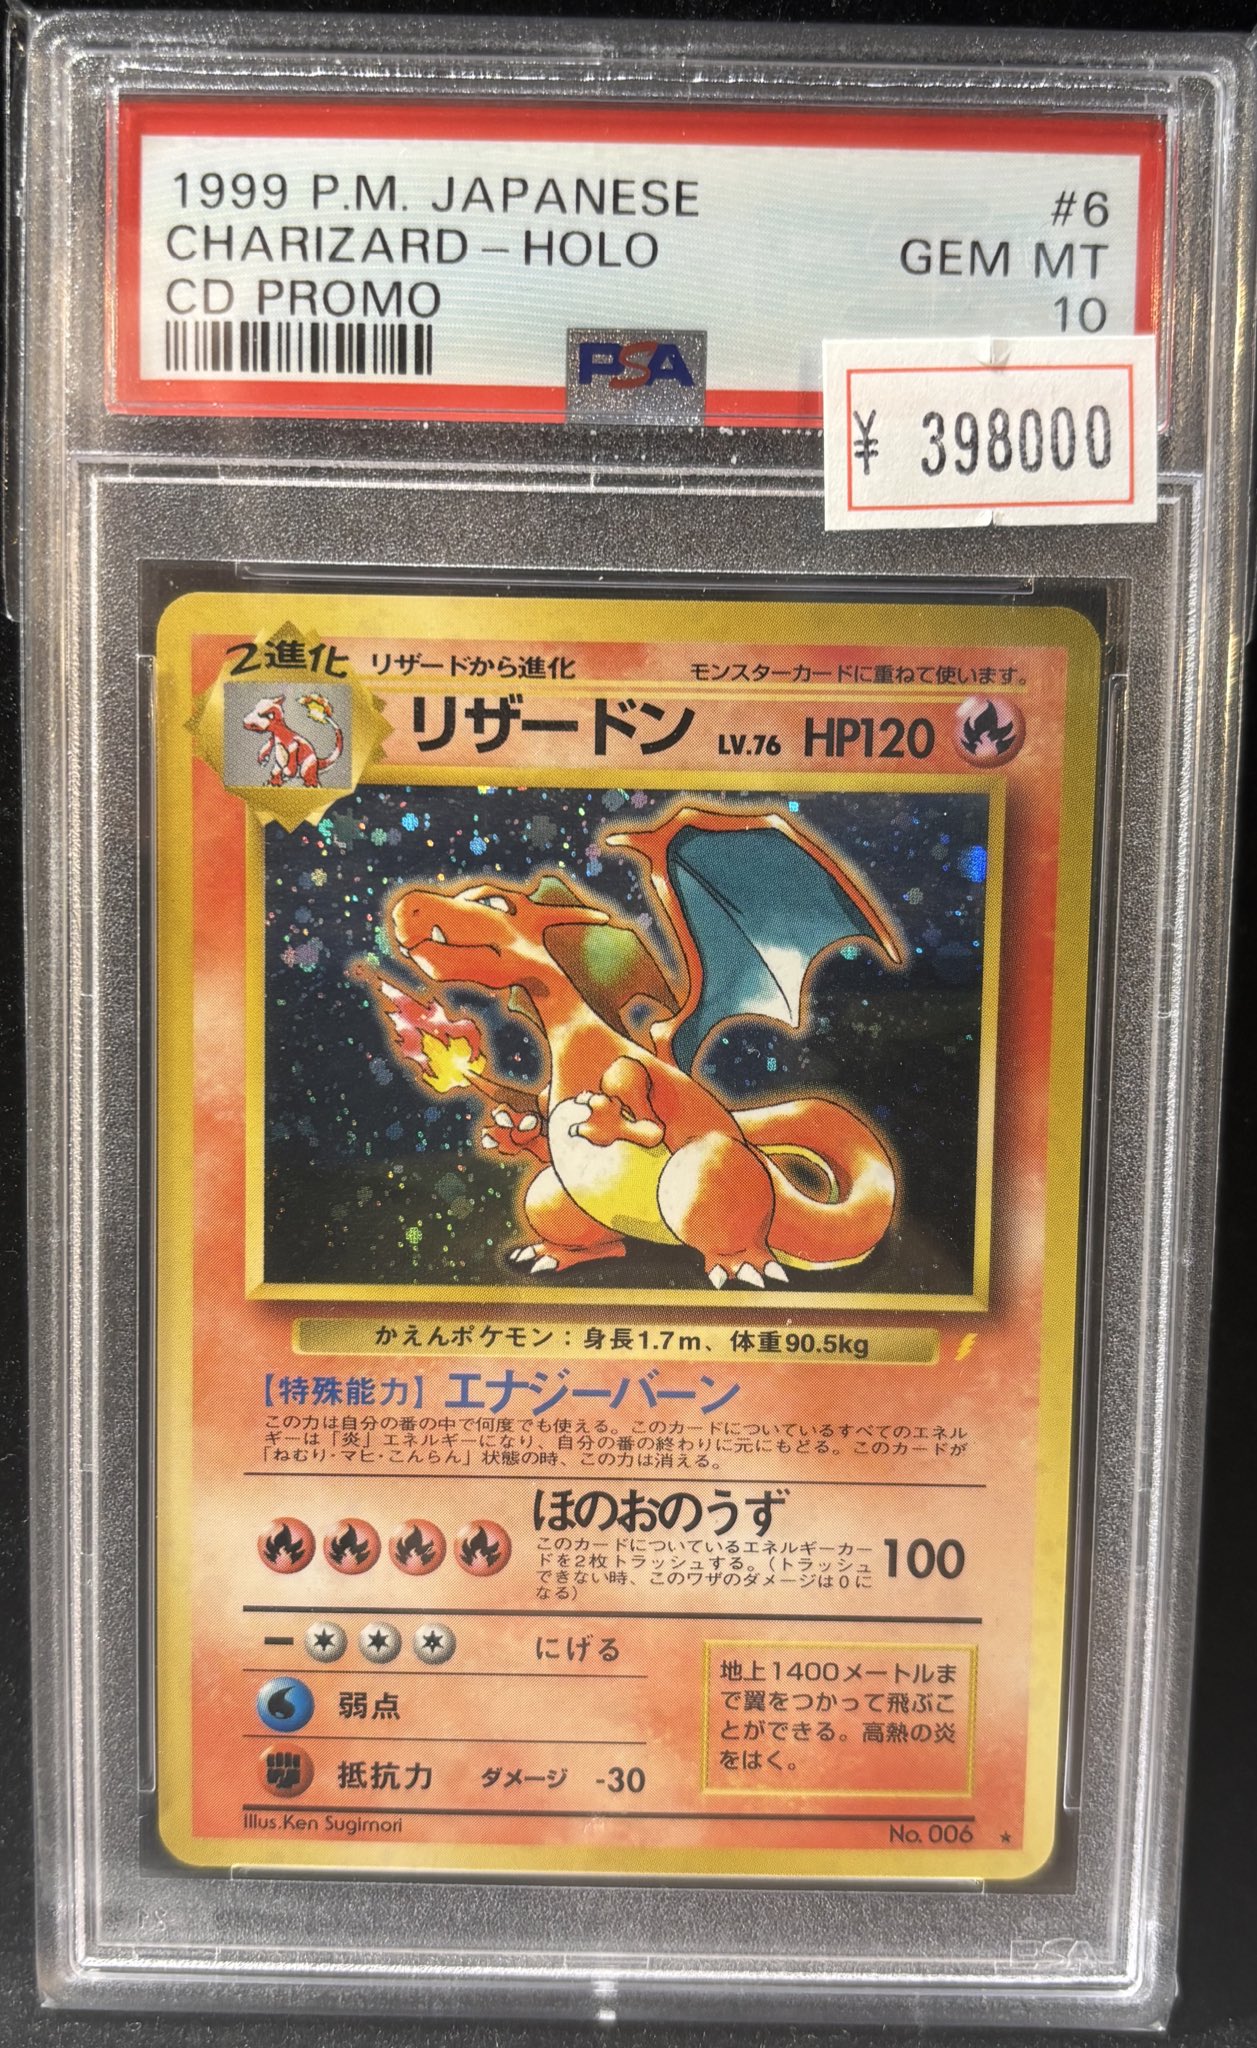 1999 P.M. JAPANESE
#6
CHARIZARD-HOLO
GEM MT
CD PROMO
10
PSA
¥ 398000
2進化
リザードから進化
モンスターカードに重ねて使います。
リザードン
LV.76
HP120
かえんポケモン：身長1.7m、体重90.5kg
【特殊能力】エナジーバーン
この力は自分の番の中で何度でも使える。このカードについているすべてのエネル
ギーは「炎」エネルギーになり、自分の番の終わりに元にもどる。このカードが
「ねむり・マヒ・こんらん」状態の時、この力は消える。
ほのおのうず
このカードについているエネルギーカー
ドを2枚トラッシュする。（トラッシュ
できない時、このワザのダメージは0に
なる）
100
にげる
弱点
抵抗力 ダメージ -30
地上1400メートルま
で翼をつかって飛ぶこ
とができる。高熱の炎
をはく。
Illus.Ken Sugimori
No. 006
PSA